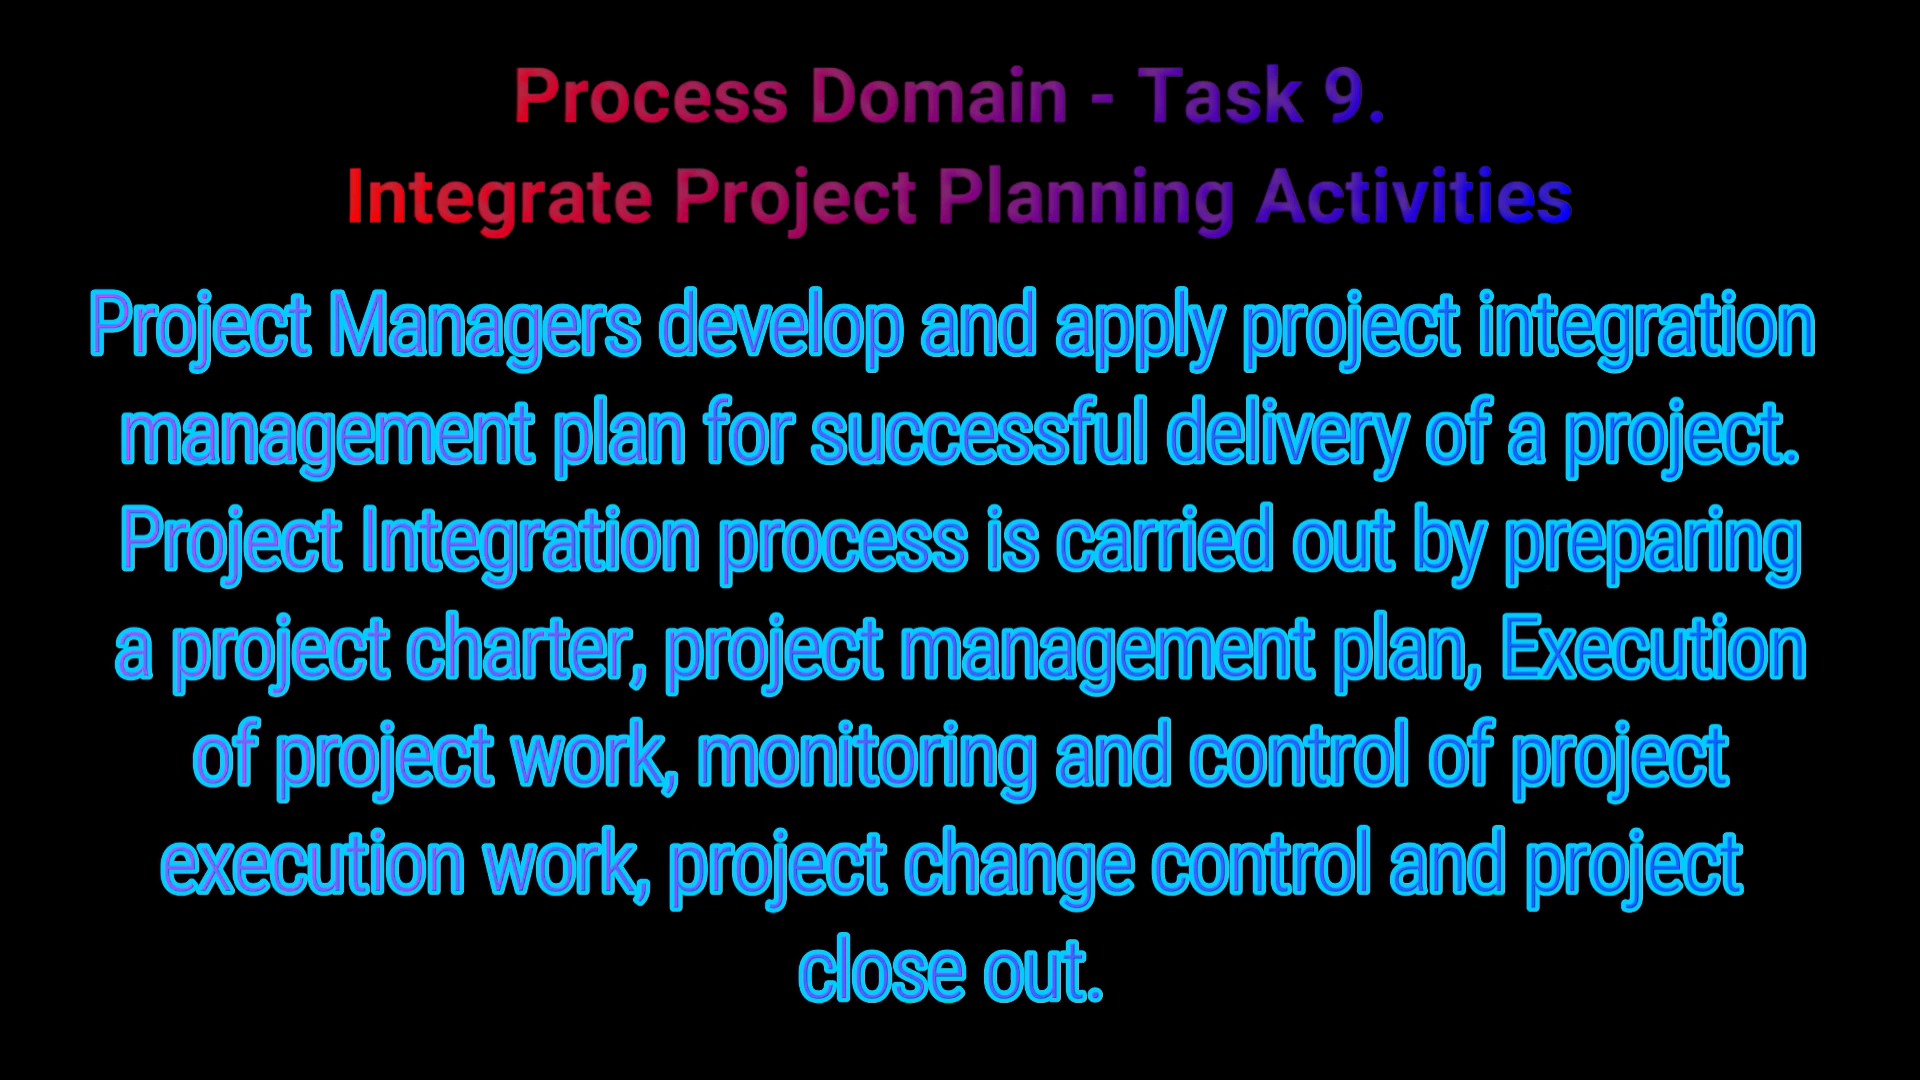 Process Domain - Task 9.
Integrate Project Planning Activities
Project Managers develop and apply project integration
management plan for successful delivery of a project.
Project Integration process is carried out by preparing
a project charter, project management plan, Execution
of project work, monitoring and control of project
execution work, project change control and project
close out.